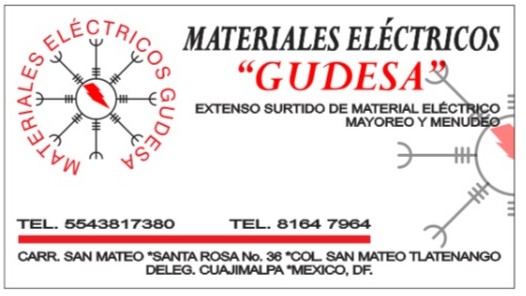 MATERIALES ELÉCTRICOS GUDESA
MATERIALES ELÉCTRICOS
"GUDESA"
EXTENSO SURTIDO DE MATERIAL ELÉCTRICO
MAYOREO Y MENUDEO
TEL. 5543817380 TEL. 8164 7964
CARR. SAN MATEO *SANTA ROSA No. 36 *COL. SAN MATEO TLATENANGO
DELEG. CUAJIMALPA *MEXICO, DF.